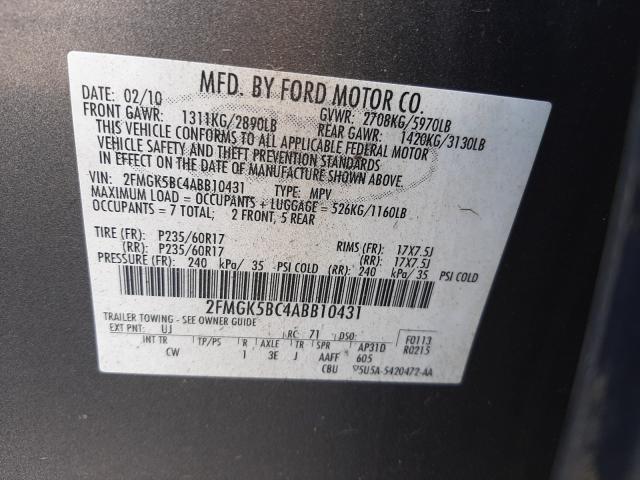 MFD. BY FORD MOTOR CO.
DATE: 02/10 GVWR: 2708KG/5970LB
FRONT GAWR: 1311KG/2890LB REAR GAWR: 1420KG/3130LB
THIS VEHICLE CONFORMS TO ALL APPLICABLE FEDERAL MOTOR
VEHICLE SAFETY AND THEFT PREVENTION STANDARDS
IN EFFECT ON THE DATE OF MANUFACTURE SHOWN ABOVE.
VIN: 2FMGK5BC4ABB10431 TYPE: MPV
MAXIMUM LOAD = OCCUPANTS + LUGGAGE = 526KG/1160LB
OCCUPANTS = 7 TOTAL; 2 FRONT, 5 REAR
TIRE (FR): P235/60R17 RIMS (FR): 17X7.5J
(RR): P235/60R17 (RR): 17X7.5J
PRESSURE (FR): 240 kPa/ 35 PSI COLD (RR): 240 kPa/ 35 PSI COLD
2FMGK5BC4ABB10431
TRAILER TOWING - SEE OWNER GUIDE
EXT PNT: UJ RC: 71 DSO: F0113
INT TR TP/PS R AXLE TR SPR AP31D R0215
CW 1 3E J AAFF 605
CBU 5U5A-5420472-AA